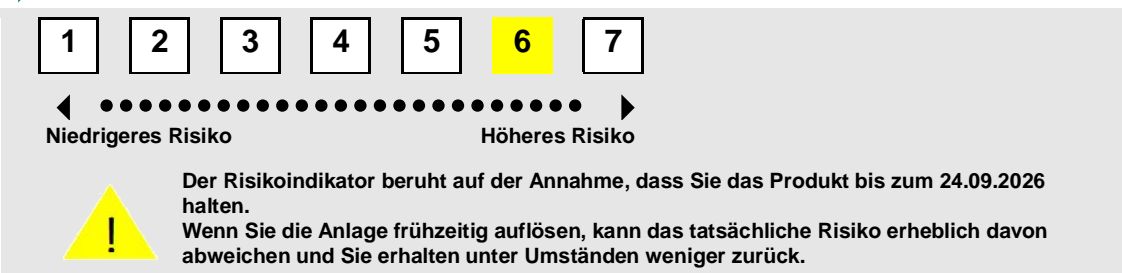 1 2 3 4 5 6 7
Niedrigeres Risiko Höheres Risiko
Der Risikoindikator beruht auf der Annahme, dass Sie das Produkt bis zum 24.09.2026
halten.
Wenn Sie die Anlage frühzeitig auflösen, kann das tatsächliche Risiko erheblich davon
abweichen und Sie erhalten unter Umständen weniger zurück.
!